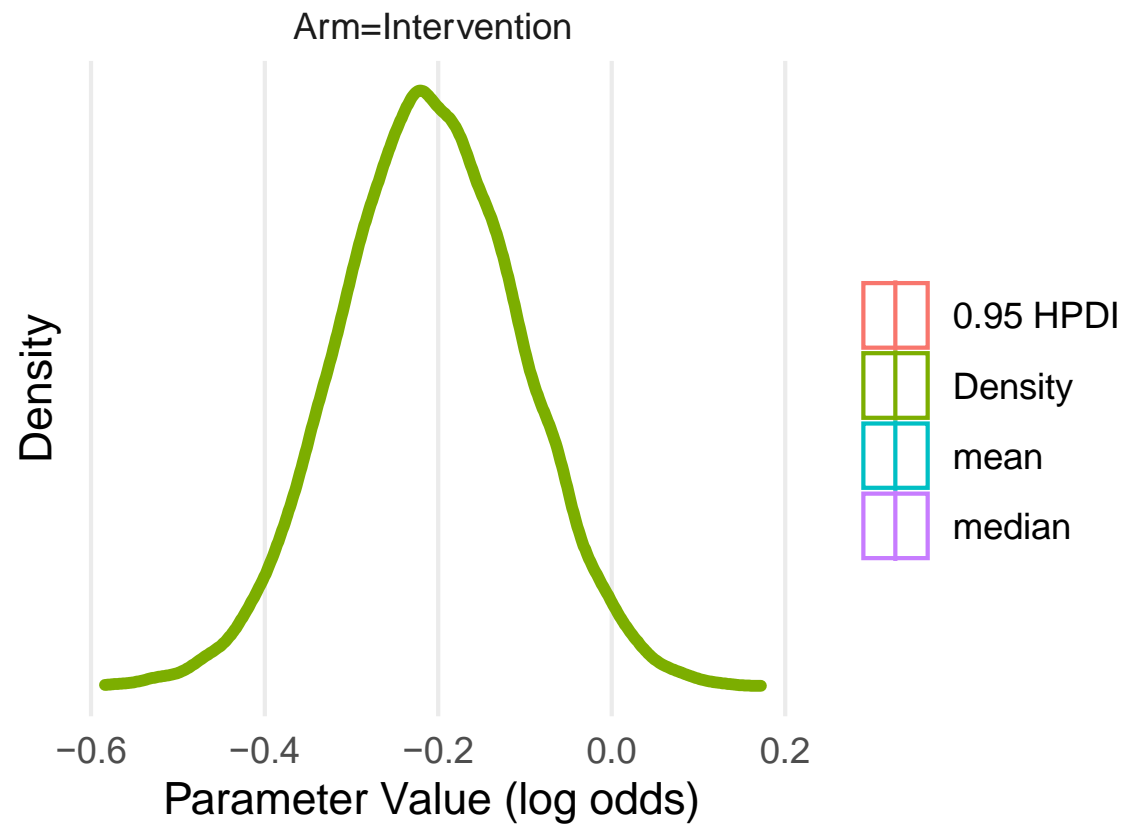 Arm=Intervention
Density
0.95 HPDI
Density
mean
median
−0.6 −0.4 −0.2 0.0 0.2
Parameter Value (log odds)